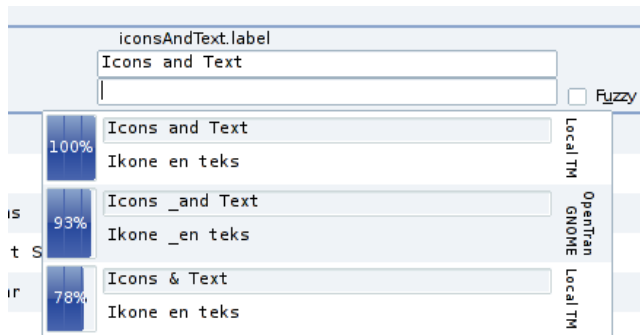 iconsAndText.label
Icons and Text
Fuzzy
100%
Icons and Text
Ikone en teks
Local TM
93%
Icons _and Text
Ikone _en teks
OpenTran
GNOME
78%
Icons & Text
Ikone en teks
Local TM
t S